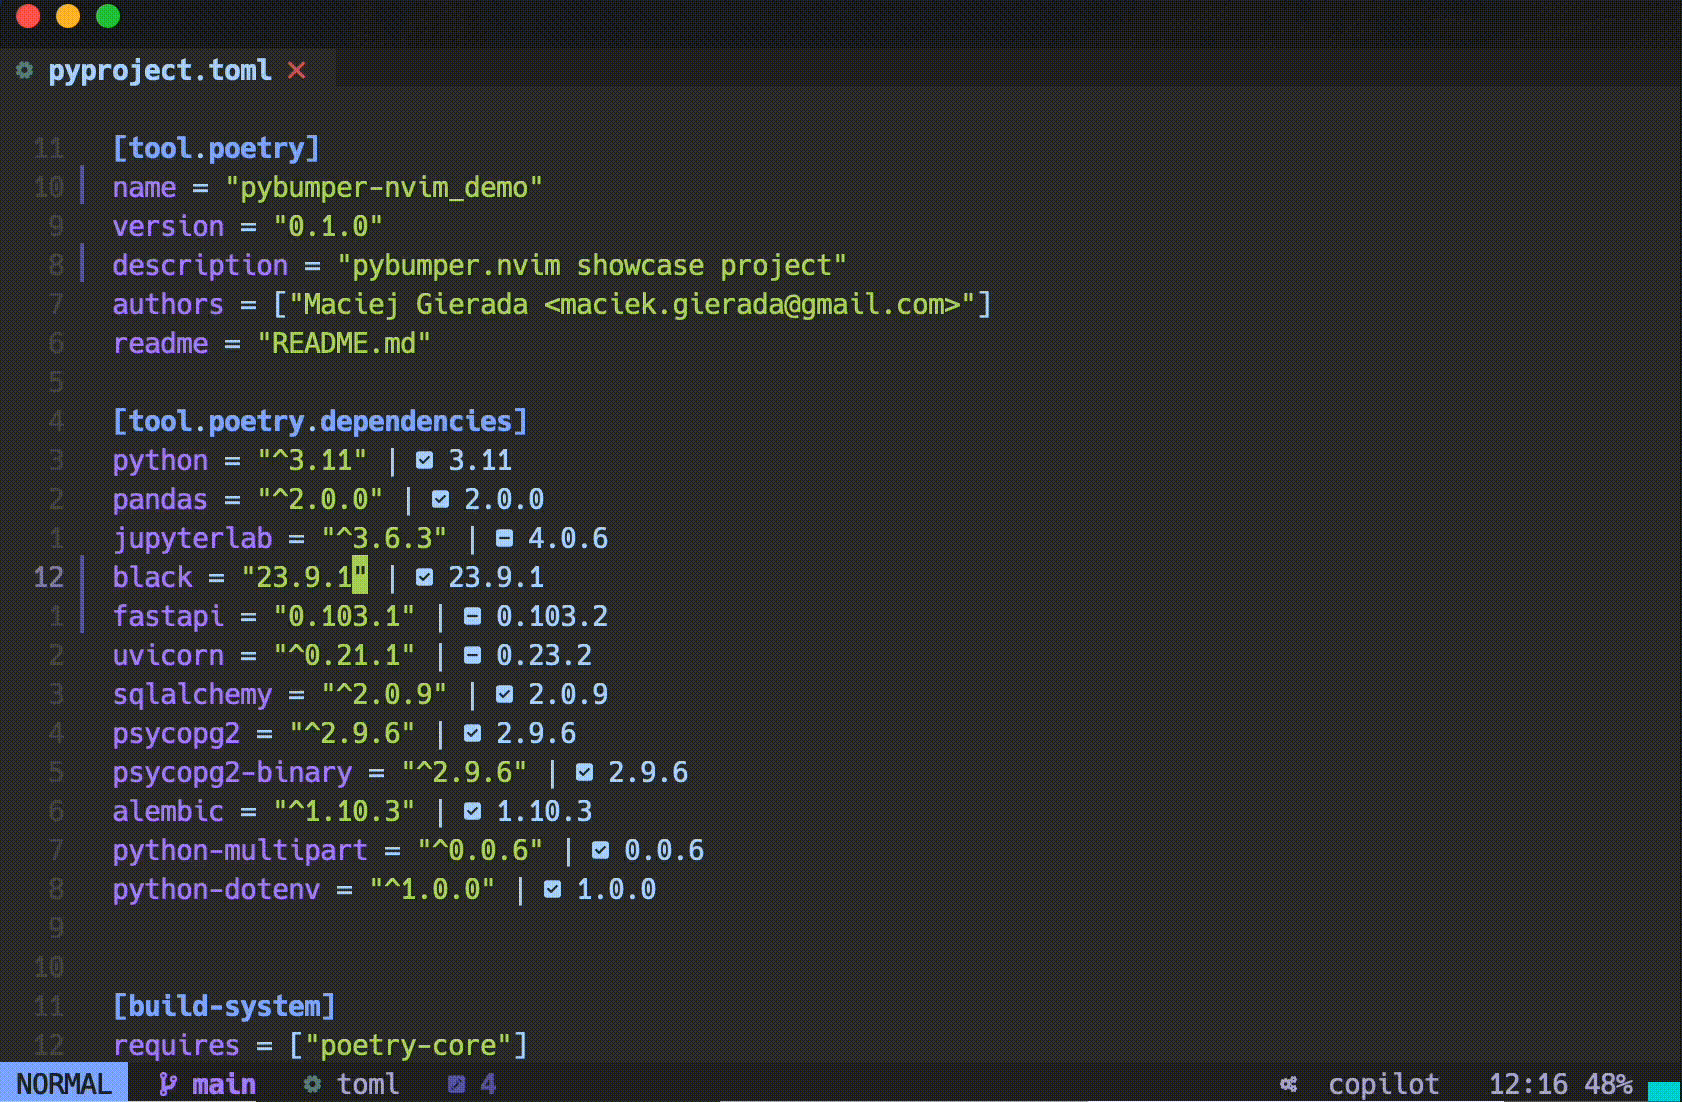 pyproject.toml
11 [tool.poetry]
10 name = "pybumper-nvim_demo"
9 version = "0.1.0"
8 description = "pybumper.nvim showcase project"
7 authors = ["Maciej Gierada <maciek.gierada@gmail.com>"]
6 readme = "README.md"
5
4 [tool.poetry.dependencies]
3 python = "^3.11" | 3.11
2 pandas = "^2.0.0" | 2.0.0
1 jupyterlab = "^3.6.3" | 4.0.6
12 black = "23.9.1" | 23.9.1
1 fastapi = "0.103.1" | 0.103.2
2 uvicorn = "^0.21.1" | 0.23.2
3 sqlalchemy = "^2.0.9" | 2.0.9
4 psycopg2 = "^2.9.6" | 2.9.6
5 psycopg2-binary = "^2.9.6" | 2.9.6
6 alembic = "^1.10.3" | 1.10.3
7 python-multipart = "^0.0.6" | 0.0.6
8 python-dotenv = "^1.0.0" | 1.0.0
9
10
11 [build-system]
12 requires = ["poetry-core"]
NORMAL main toml 4 copilot 12:16 48%